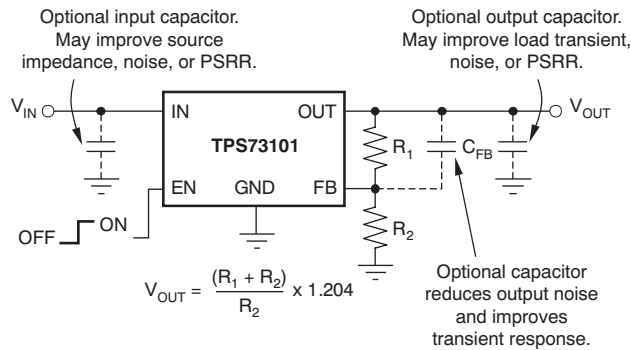 Optional input capacitor.
May improve source
impedance, noise, or PSRR.
Optional output capacitor.
May improve load transient,
noise, or PSRR.
V_IN
IN
OUT
V_OUT
TPS73101
R_1
C_FB
EN
GND
FB
OFF
ON
R_2
V_OUT = (R_1 + R_2) / R_2 x 1.204
Optional capacitor
reduces output noise
and improves
transient response.